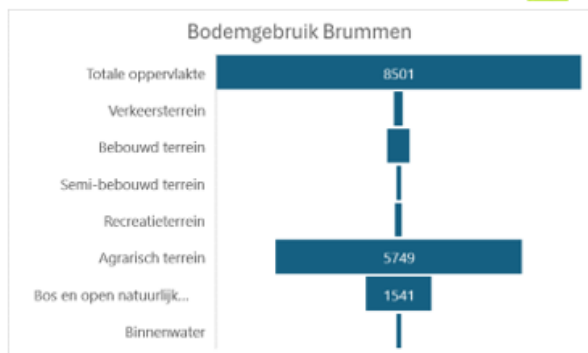 Bodemgebruik Brummen
Totale oppervlakte 8501
Verkeersterrein
Bebouwd terrein
Semi-bebouwd terrein
Recreatieterrein
Agrarisch terrein 5749
Bos en open natuurlijk... 1541
Binnenwater